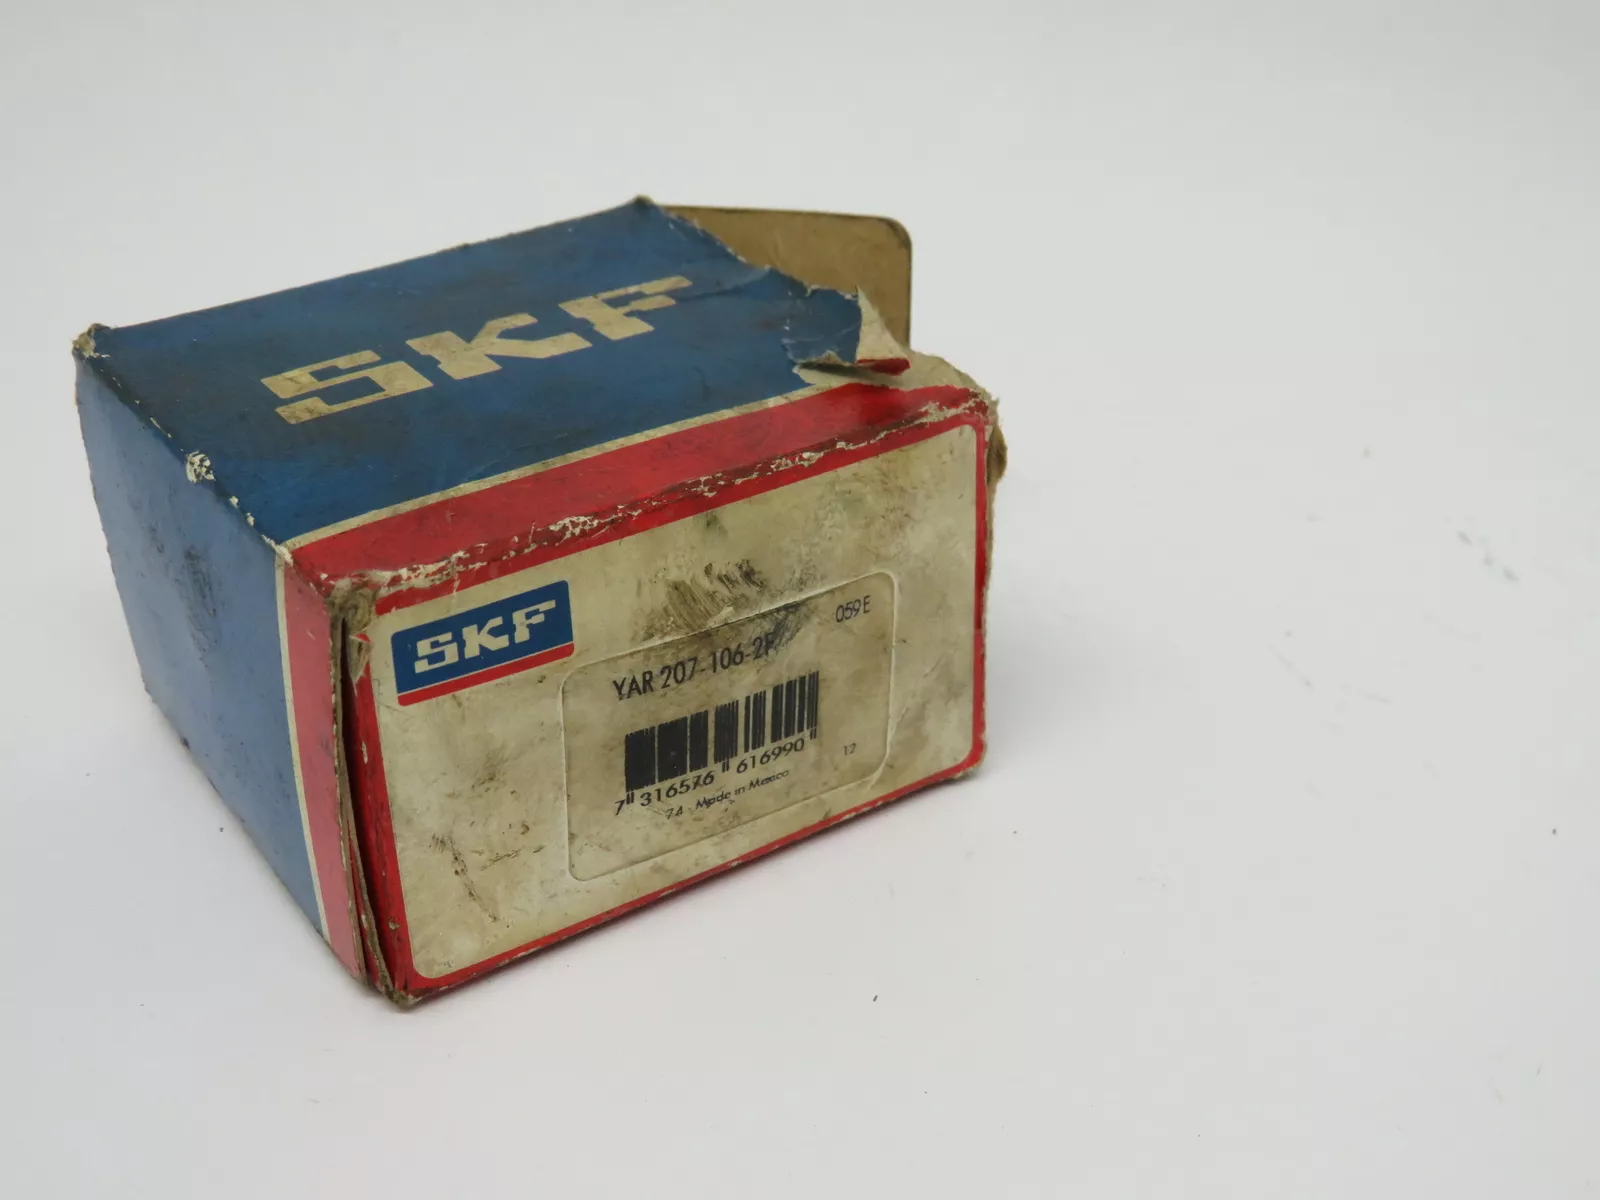 SKF
SKF
059E
YAR 207-106-2F
7 316576 616990
12
74 Made in Mexico